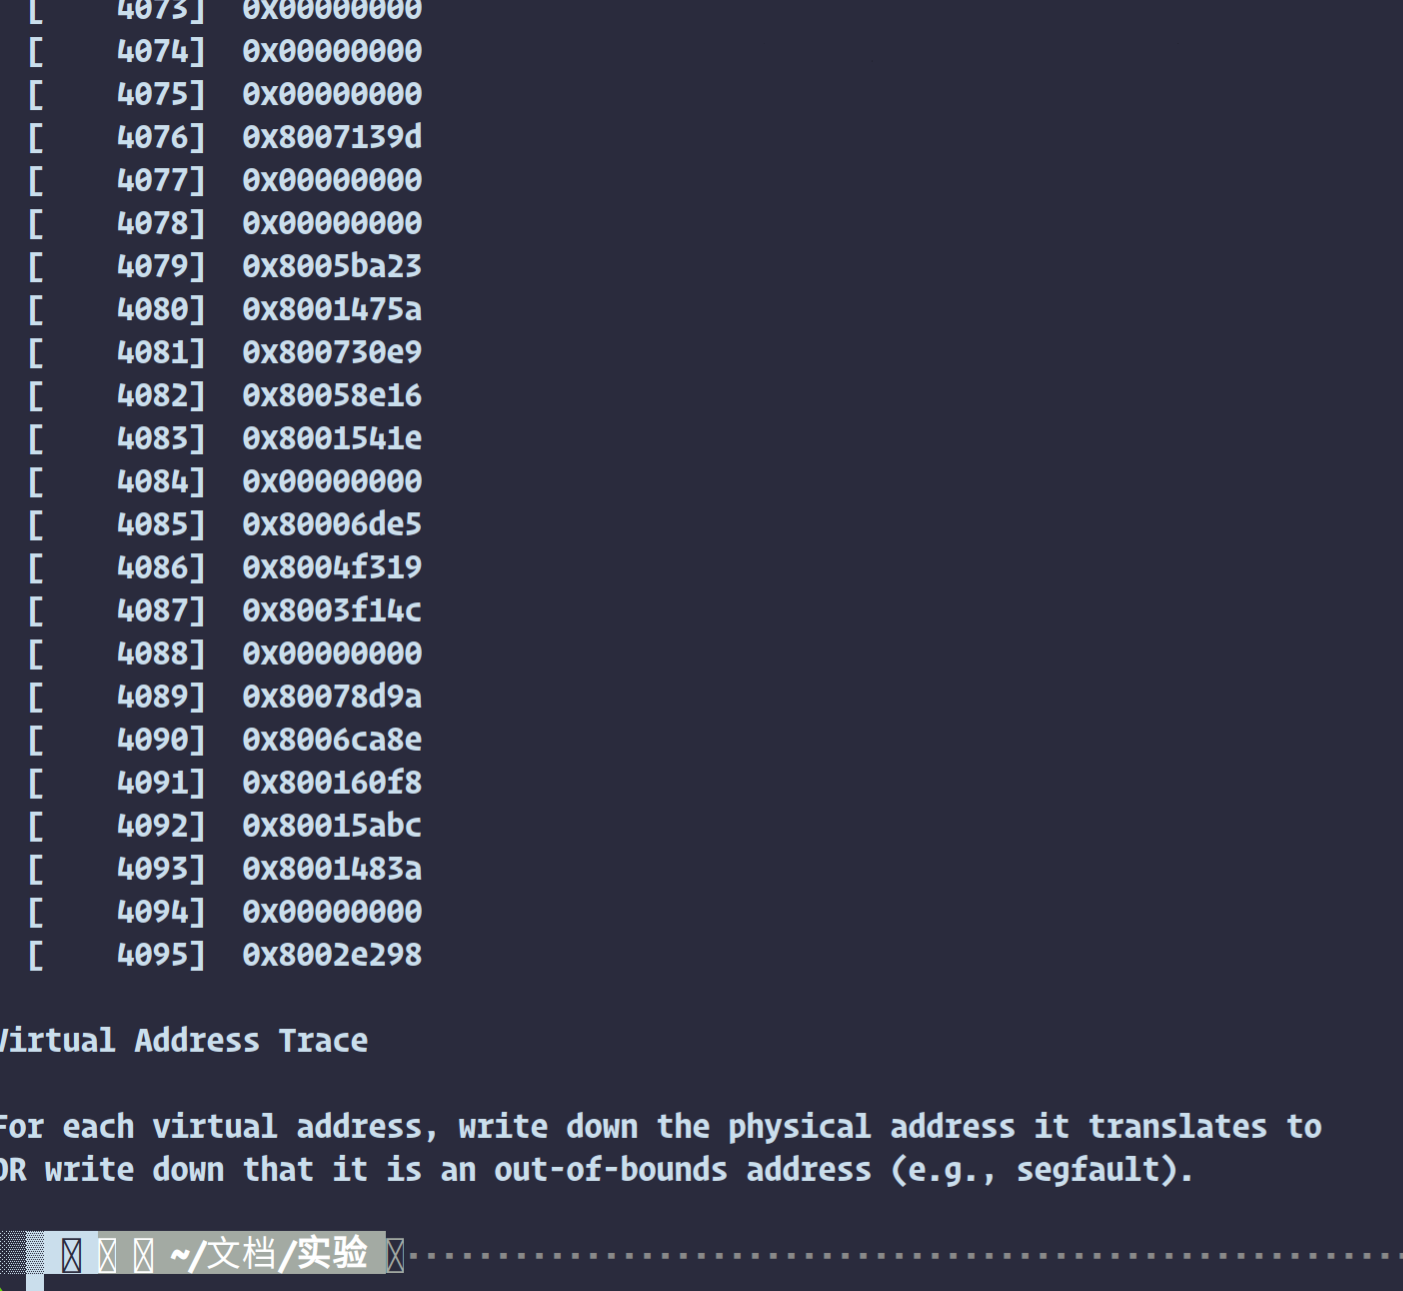 [    4073]  0x00000000
[    4074]  0x00000000
[    4075]  0x00000000
[    4076]  0x8007139d
[    4077]  0x00000000
[    4078]  0x00000000
[    4079]  0x8005ba23
[    4080]  0x8001475a
[    4081]  0x800730e9
[    4082]  0x80058e16
[    4083]  0x8001541e
[    4084]  0x00000000
[    4085]  0x80006de5
[    4086]  0x8004f319
[    4087]  0x8003f14c
[    4088]  0x00000000
[    4089]  0x80078d9a
[    4090]  0x8006ca8e
[    4091]  0x800160f8
[    4092]  0x80015abc
[    4093]  0x8001483a
[    4094]  0x00000000
[    4095]  0x8002e298
Virtual Address Trace
For each virtual address, write down the physical address it translates to
OR write down that it is an out-of-bounds address (e.g., segfault).
~/文档/实验